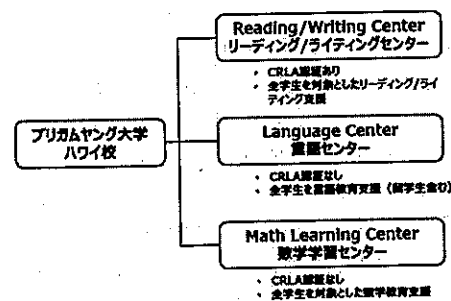 Reading/Writing Center
リーディング/ライティングセンター
• CRLA認証あり
• 全学生を対象としたリーディング/ライ
ティング支援
ブリガムヤング大学
ハワイ校
Language Center
言語センター
• CRLA認証なし
• 全学生を言語教育支援（留学生含む）
Math Learning Center
数学学習センター
• CRLA認証なし
• 全学生を対象とした数学教育支援